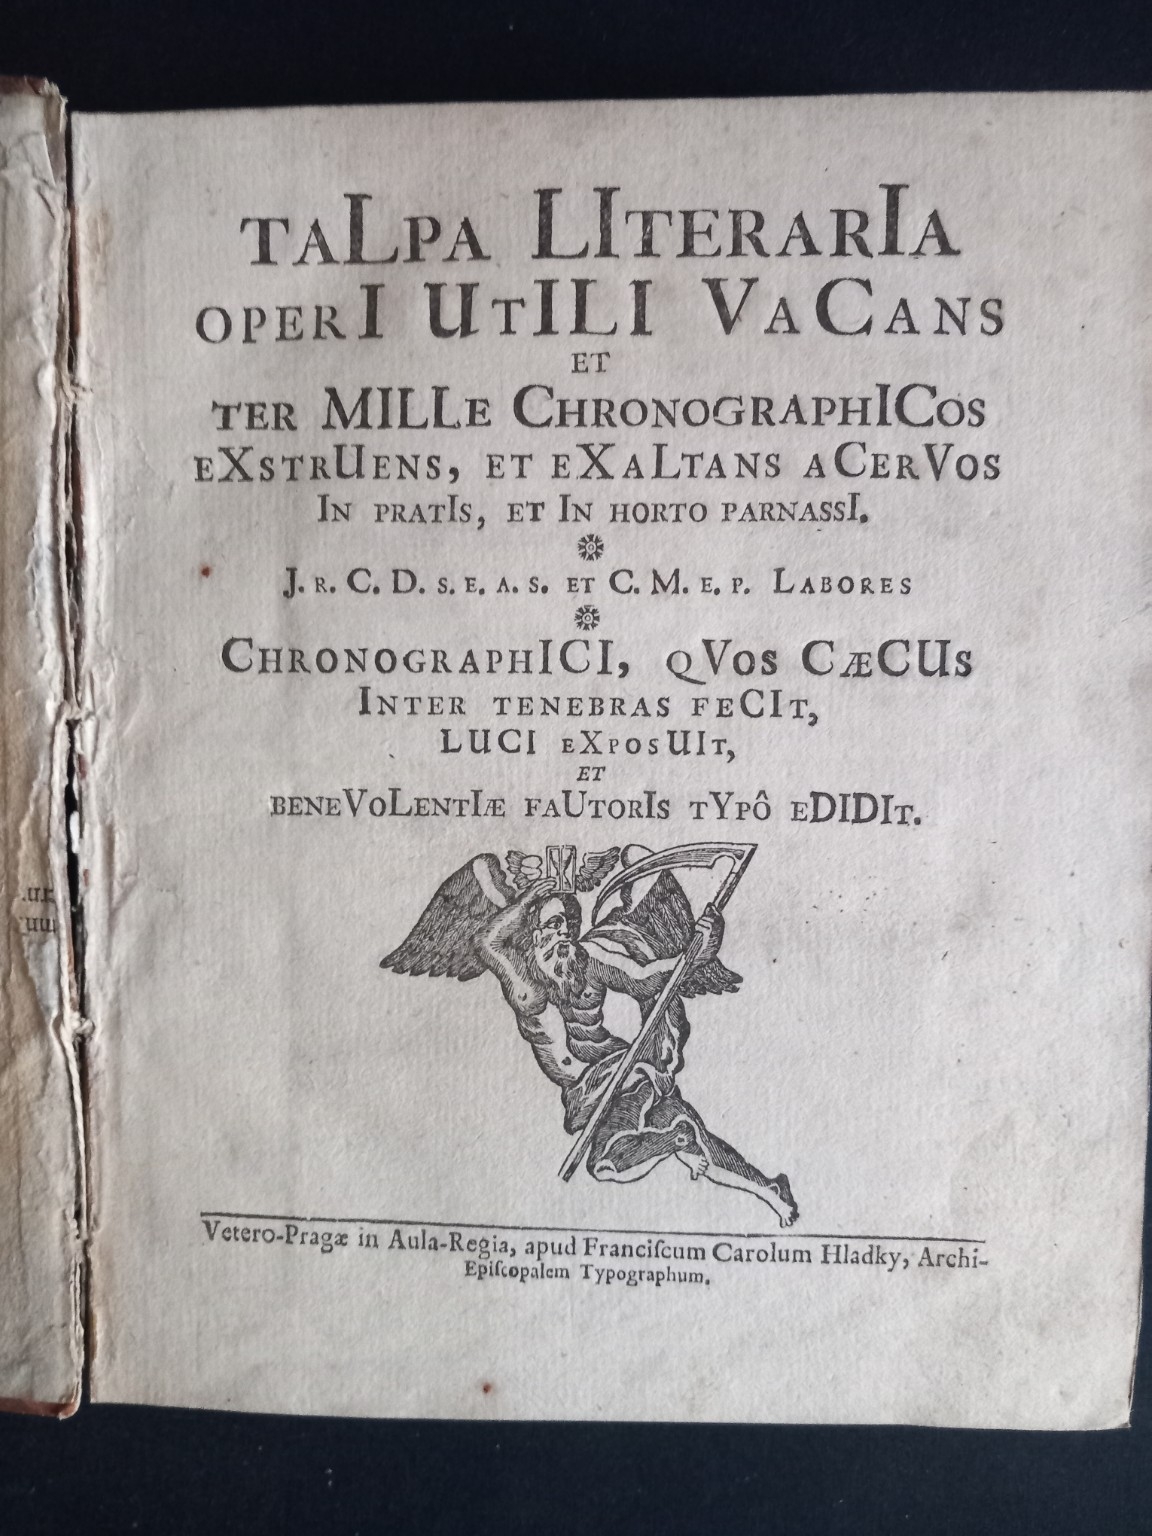 TALPA LITERARIA
OPERI UTILI VACANS
ET
TER MILLE CHRONOGRAPHICOS
EXSTRUENS, ET EXALTANS ACERVOS
IN PRATIS, ET IN HORTO PARNASSI.
J. R. C. D. S. E. A. S. ET C. M. E. P. LABORES
CHRONOGRAPHICI, QVOS CÆCUS
INTER TENEBRAS FECIT,
LUCI EXPOSUIT,
ET
BENEVOLENTIÆ FAUTORIS TYPÔ EDIDIT.
Vetero-Pragæ in Aula-Regia, apud Franciſcum Carolum Hladky, Archi-
Epiſcopalem Typographum.